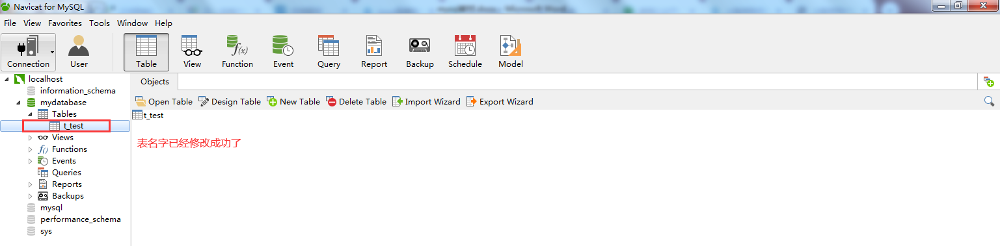 Navicat for MySQL
File View Favorites Tools Window Help
Connection User Table View Function Event Query Report Backup Schedule Model
localhost
information_schema
mydatabase
Tables
t_test
Views
Functions
Events
Queries
Reports
Backups
mysql
performance_schema
sys
Objects
Open Table Design Table New Table Delete Table Import Wizard Export Wizard
t_test
表名字已经修改成功了